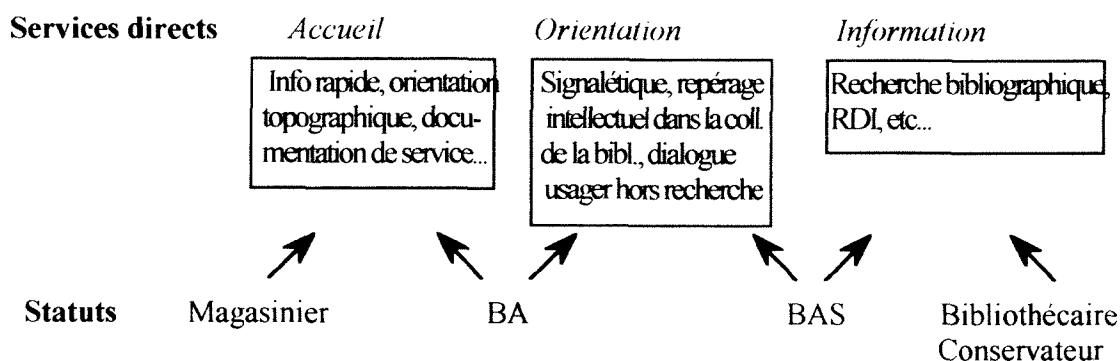 Services directs Accueil Orientation Information
Info rapide, orientation
topographique, docu-
mentation de service...
Signalétique, repérage
intellectuel dans la coll.
de la bibl., dialogue
usager hors recherche
Recherche bibliographique,
RDI, etc...
Statuts Magasinier BA BAS Bibliothécaire
Conservateur